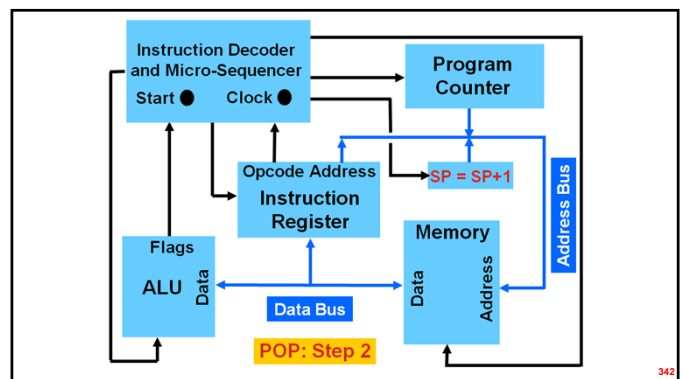 Instruction Decoder
and Micro-Sequencer
Start
Clock
Program
Counter
Opcode Address
Instruction
Register
SP = SP+1
Address Bus
Memory
Data
Address
Flags
ALU
Data
Data Bus
POP: Step 2
342